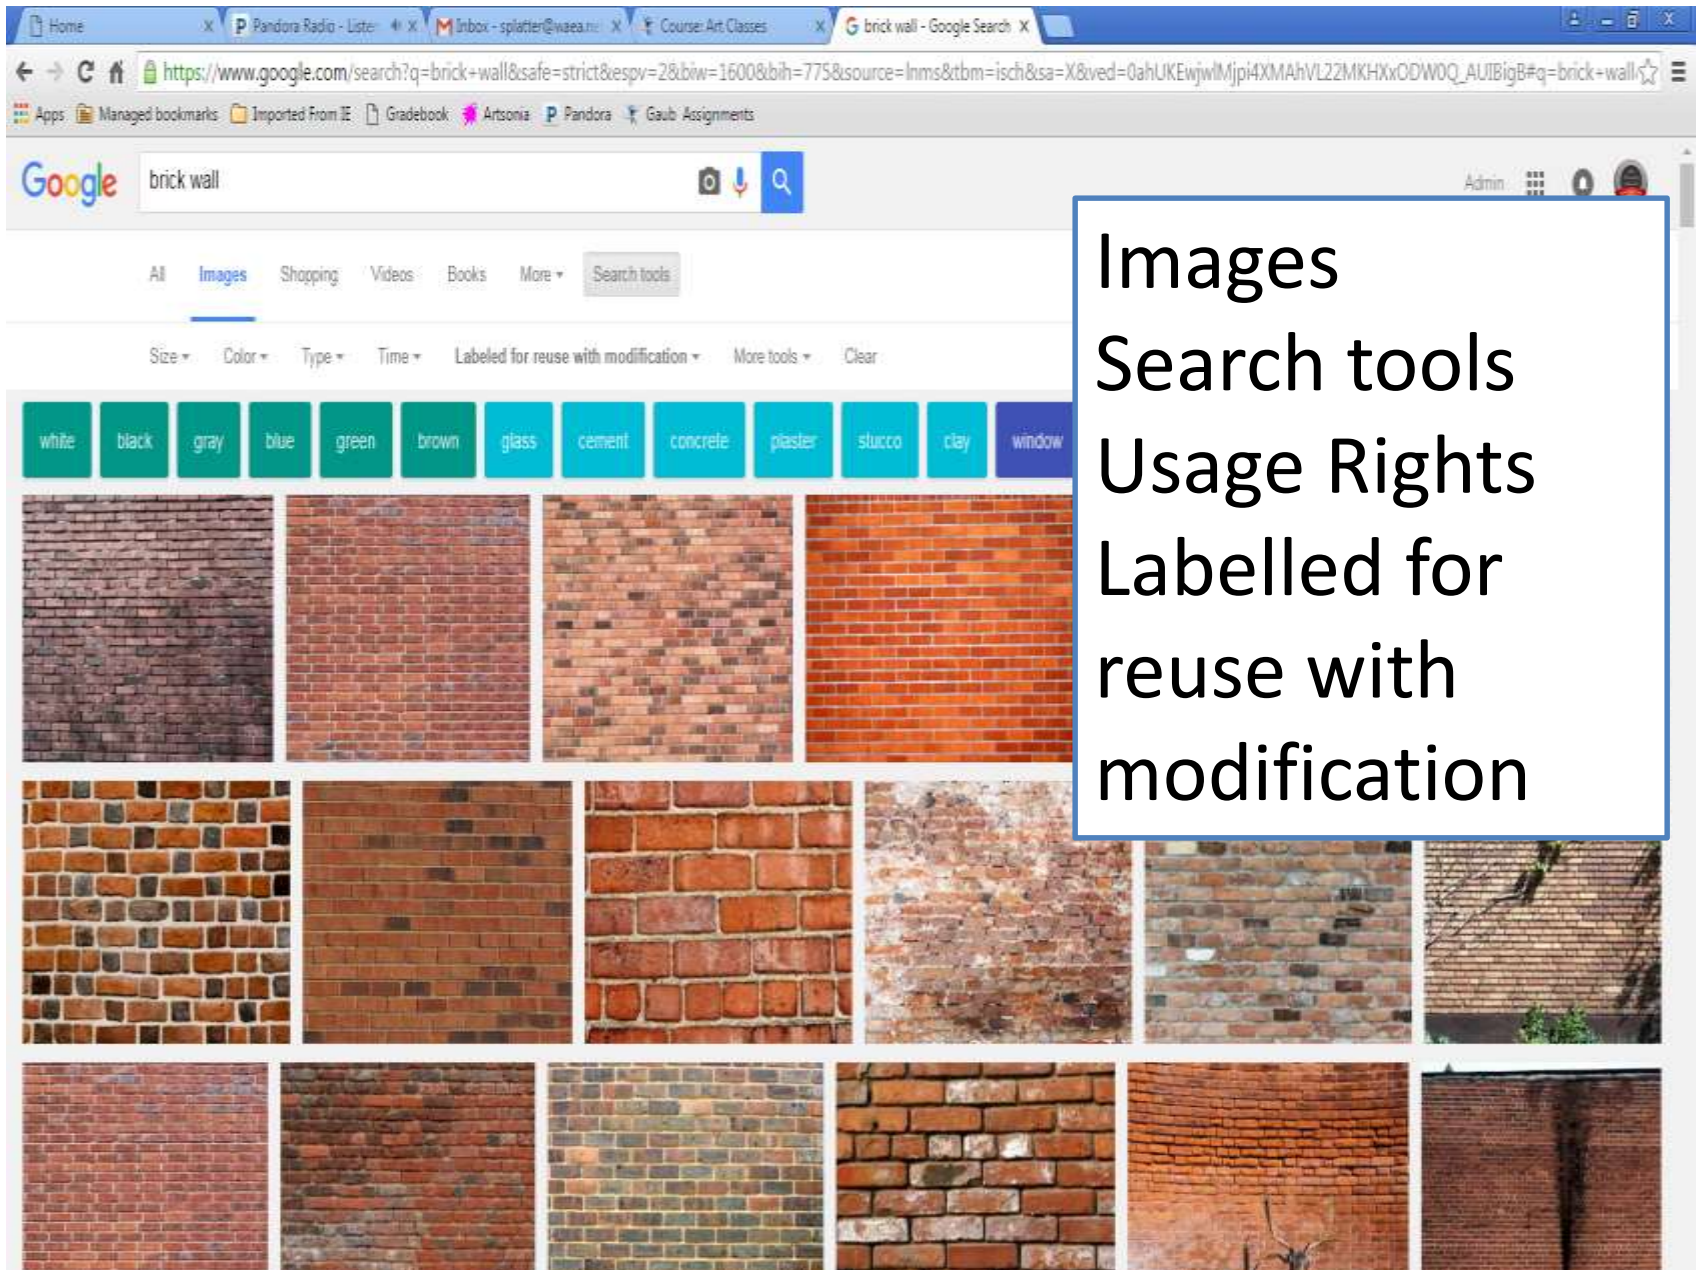 Home x P Pandora Radio - Lister x M Inbox - splatter@waea.ne x Course: Art Classes x G brick wall - Google Search x
https://www.google.com/search?q=brick+wall&safe=strict&espv=2&biw=1600&bih=775&source=lnms&tbm=isch&sa=X&ved=0ahUKEwjwlMjpi4XMAhVL22MKHXxODW0Q_AUIBigB#q=brick+wall
Apps Managed bookmarks Imported From IE Gradebook Artsonia P Pandora Gaub Assignments
Google brick wall Admin
All Images Shopping Videos Books More Search tools
Size Color Type Time Labeled for reuse with modification More tools Clear
white black gray blue green brown glass cement concrete plaster stucco clay window
Images
Search tools
Usage Rights
Labelled for
reuse with
modification